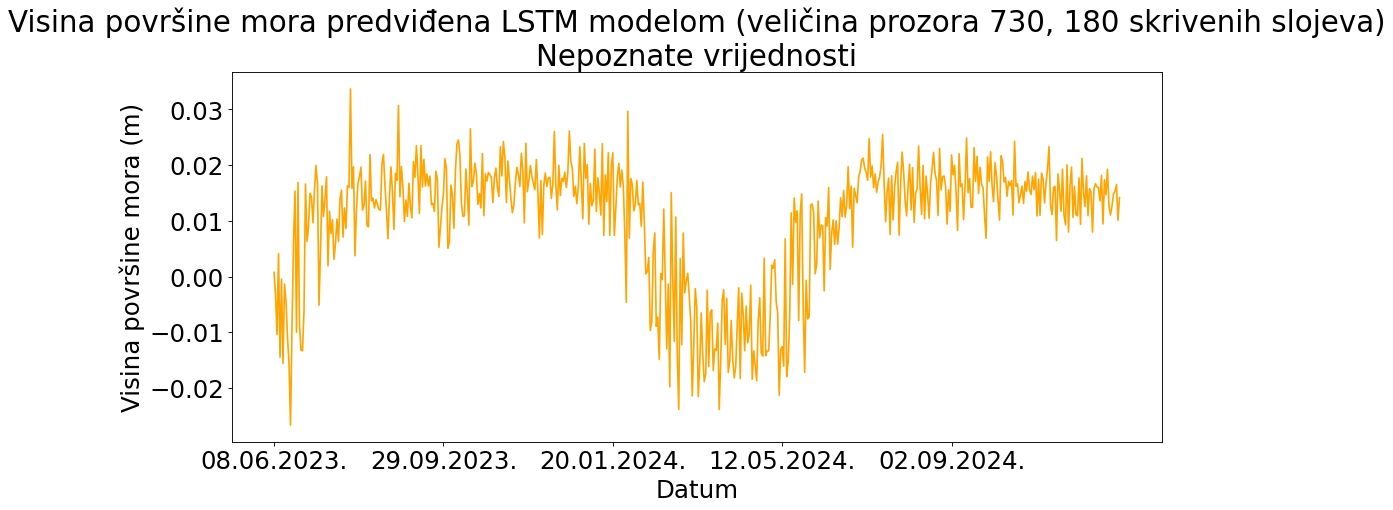 Visina površine mora predviđena LSTM modelom (veličina prozora 730, 180 skrivenih slojeva)
Nepoznate vrijednosti
Visina površine mora (m)
0.03
0.02
0.01
0.00
−0.01
−0.02
08.06.2023. 29.09.2023. 20.01.2024. 12.05.2024. 02.09.2024.
Datum